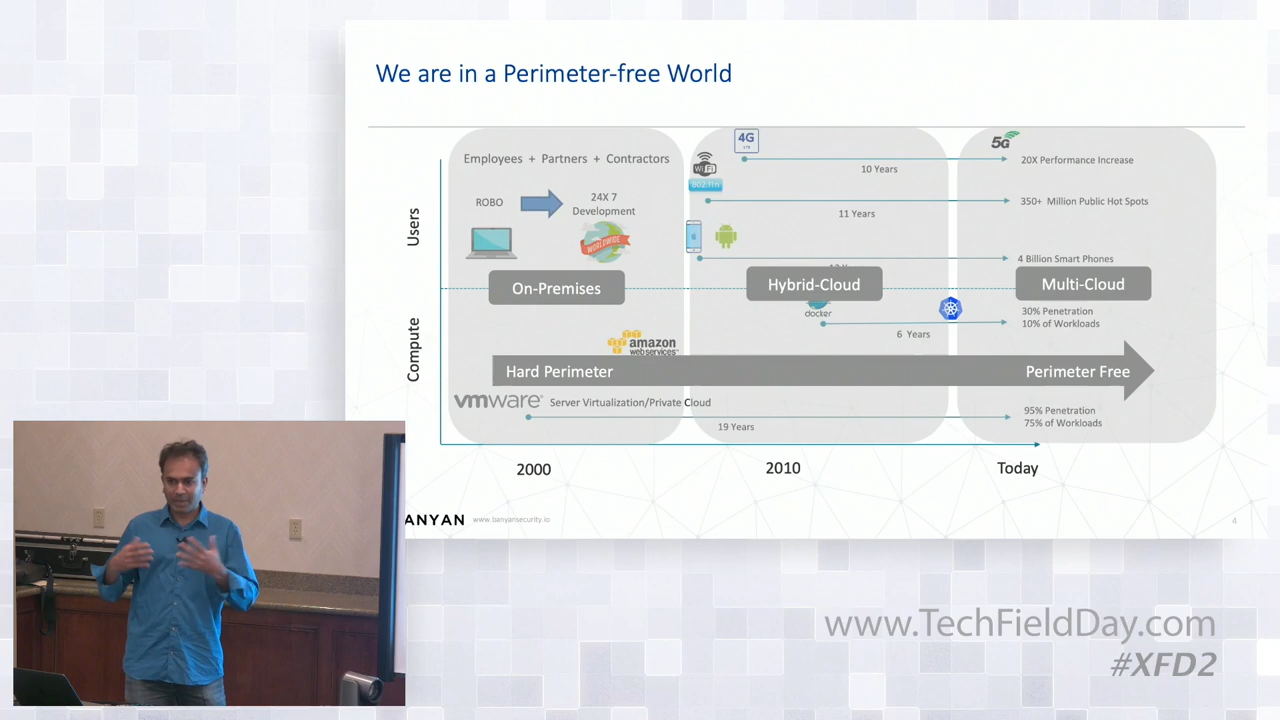 We are in a Perimeter-free World
Employees + Partners + Contractors
ROBO
24X 7
Development
WORLDWIDE
4G
LTE
WiFi
802.11n
10 Years
11 Years
5G
20X Performance Increase
350+ Million Public Hot Spots
4 Billion Smart Phones
Users
On-Premises
Hybrid-Cloud
Multi-Cloud
docker
6 Years
30% Penetration
10% of Workloads
Compute
amazon
webservices™
Hard Perimeter
Perimeter Free
vmware®
Server Virtualization/Private Cloud
19 Years
95% Penetration
75% of Workloads
2000
2010
Today
ANYAN
www.banyansecurity.io
4
www.TechFieldDay.com
#XFD2